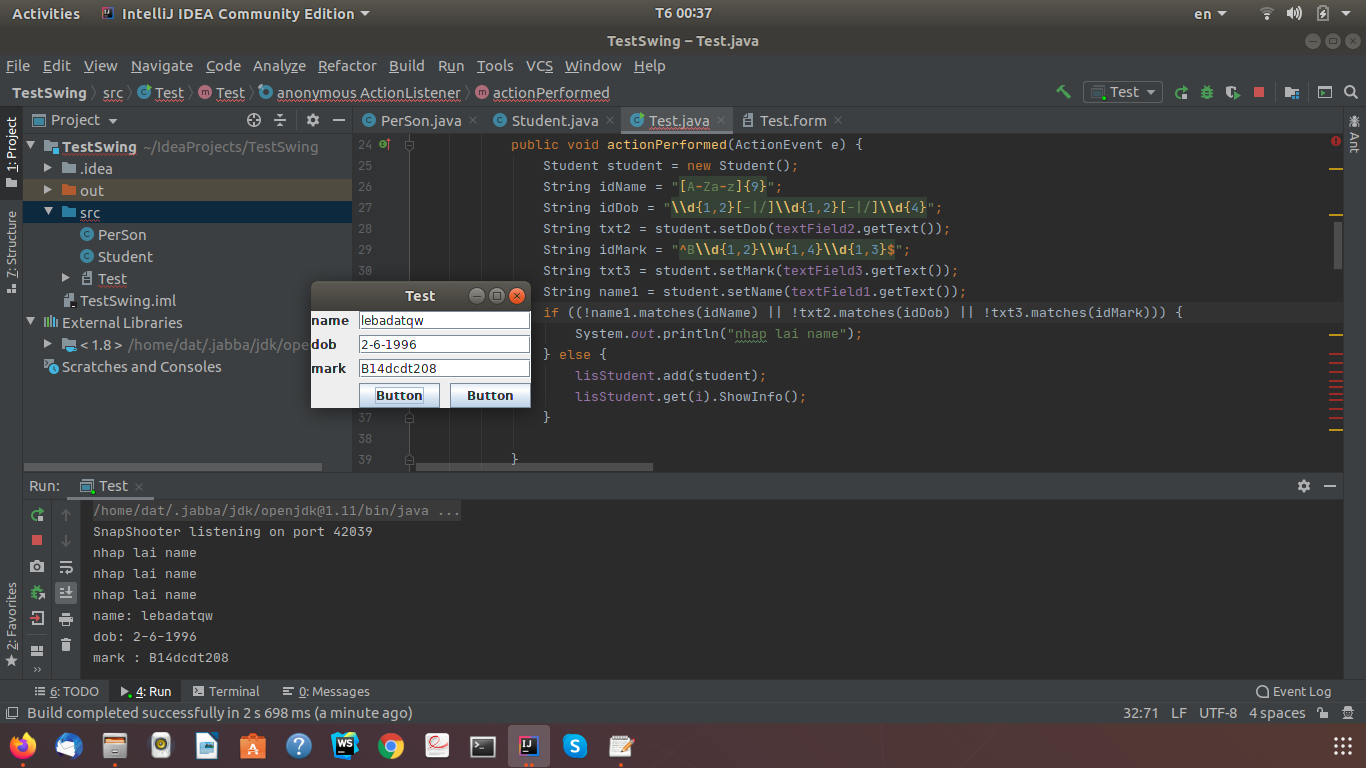 Activities IntelliJ IDEA Community Edition T6 00:37 en
TestSwing – Test.java
File Edit View Navigate Code Analyze Refactor Build Run Tools VCS Window Help
TestSwing src Test Test anonymous ActionListener actionPerformed Test
1: Project
7: Structure
2: Favorites
Ant
Project
TestSwing ~/IdeaProjects/TestSwing
.idea
out
src
PerSon
Student
Test
TestSwing.iml
External Libraries
< 1.8 > /home/dat/.jabba/jdk/ope
Scratches and Consoles
PerSon.java Student.java Test.java Test.form
24 public void actionPerformed(ActionEvent e) {
25 Student student = new Student();
26 String idName = "[A-Za-z]{9}";
27 String idDob = "\\d{1,2}[-|/]\\d{1,2}[-|/]\\d{4}";
28 String txt2 = student.setDob(textField2.getText());
29 String idMark = "^B\\d{1,2}\\w{1,4}\\d{1,3}$";
30 String txt3 = student.setMark(textField3.getText());
String name1 = student.setName(textField1.getText());
if ((!name1.matches(idName) || !txt2.matches(idDob) || !txt3.matches(idMark))) {
System.out.println("nhap lai name");
} else {
lisStudent.add(student);
lisStudent.get(i).ShowInfo();
37 }
38
39 }
Test
name lebadatqw
dob 2-6-1996
mark B14dcdt208
Button Button
Run: Test
/home/dat/.jabba/jdk/openjdk@1.11/bin/java ...
SnapShooter listening on port 42039
nhap lai name
nhap lai name
nhap lai name
name: lebadatqw
dob: 2-6-1996
mark : B14dcdt208
6: TODO 4: Run Terminal 0: Messages Event Log
Build completed successfully in 2 s 698 ms (a minute ago) 32:71 LF UTF-8 4 spaces